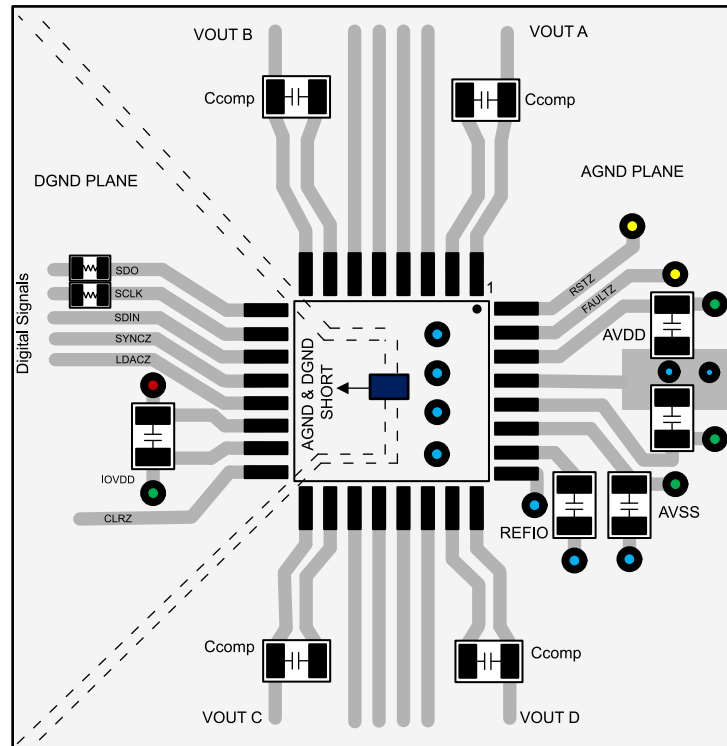 VOUT B
VOUT A
Ccomp
Ccomp
DGND PLANE
AGND PLANE
SDO
SCLK
SDIN
SYNCZ
LDACZ
Digital Signals
IOVDD
CLRZ
1
RSTZ
FAULTZ
AVDD
AGND & DGND
SHORT
REFIO
AVSS
Ccomp
Ccomp
VOUT C
VOUT D